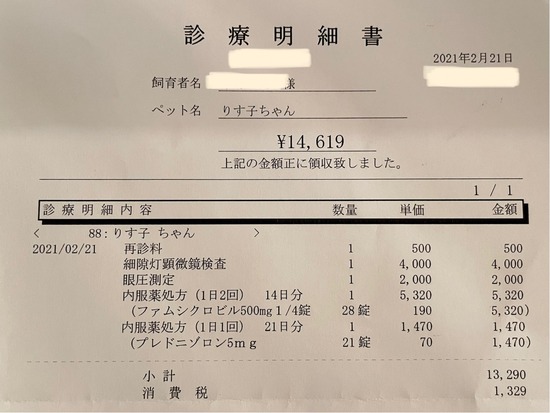 診療明細書
2021年2月21日
飼育者名 様
ペット名 りす子ちゃん
¥14,619
上記の金額正に領収致しました。
1 / 1
診療明細内容 数量 単価 金額
< 88:りす子 ちゃん >
2021/02/21 再診料 1 500 500
細隙灯顕微鏡検査 1 4,000 4,000
眼圧測定 1 2,000 2,000
内服薬処方(1日2回) 14日分 1 5,320 5,320
(ファムシクロビル500mg1/4錠 28錠 190 5,320)
内服薬処方(1日1回) 21日分 1 1,470 1,470
(プレドニゾロン5mg 21錠 70 1,470)
小計 13,290
消費税 1,329